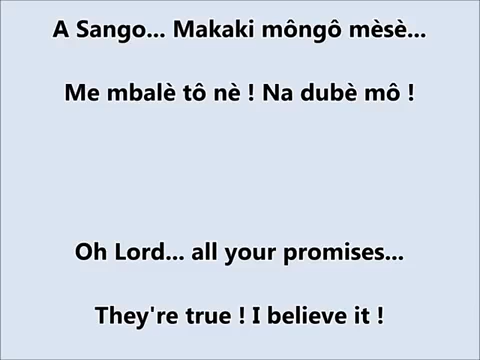 A Sango... Makaki môngô mèsè...
Me mbalè tô nè ! Na dubè mô !
Oh Lord... all your promises...
They're true ! I believe it !